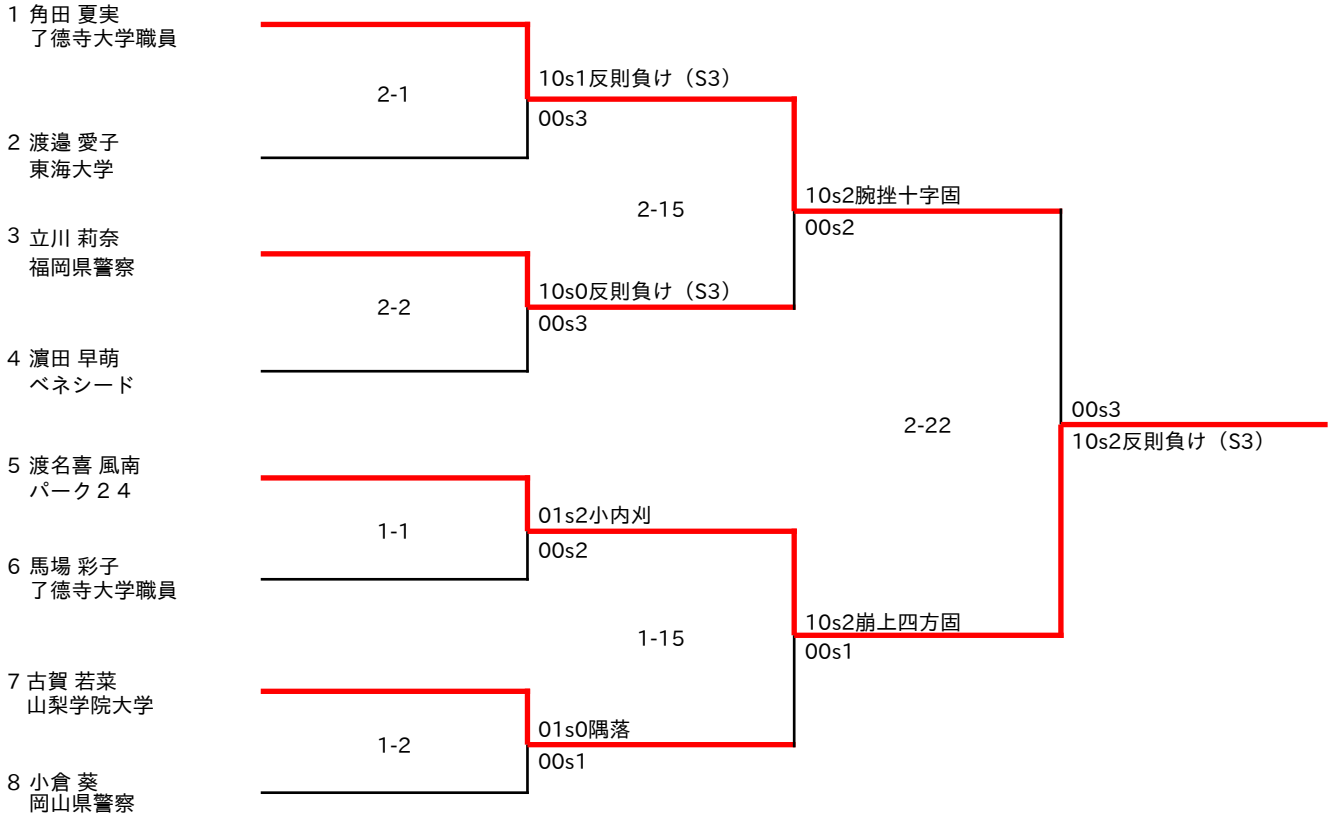 1 角田 夏実
了德寺大学職員
2-1
10s1反則負け（S3）
00s3
2 渡邉 愛子
東海大学
2-15
10s2腕挫十字固
00s2
3 立川 莉奈
福岡県警察
2-2
10s0反則負け（S3）
00s3
4 濵田 早萌
ベネシード
2-22
00s3
10s2反則負け（S3）
5 渡名喜 風南
パーク２４
1-1
01s2小内刈
00s2
6 馬場 彩子
了德寺大学職員
1-15
10s2崩上四方固
00s1
7 古賀 若菜
山梨学院大学
1-2
01s0隅落
00s1
8 小倉 葵
岡山県警察